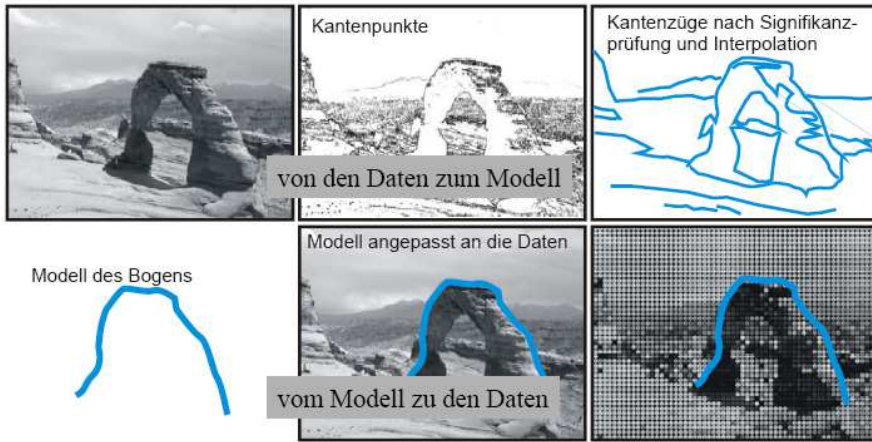 Kantenpunkte
Kantenzüge nach Signifikanz-
prüfung und Interpolation
von den Daten zum Modell
Modell des Bogens
Modell angepasst an die Daten
vom Modell zu den Daten